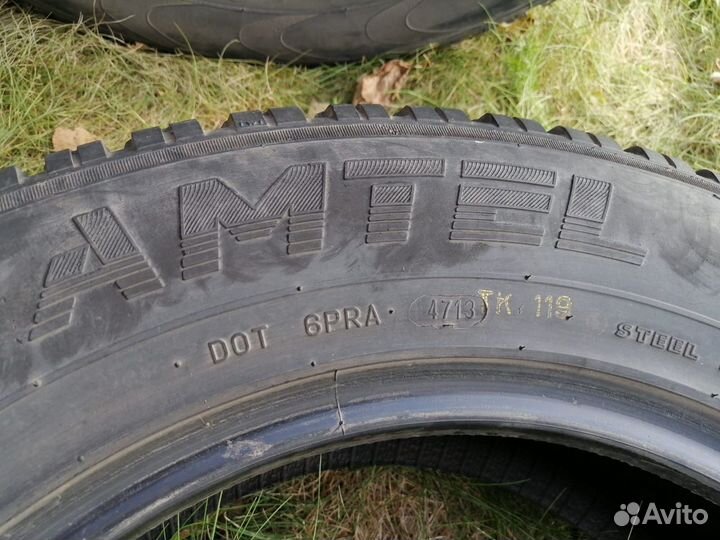 AMTEL
DOT 6PRA 4713 TK 119
STEEL
Avito